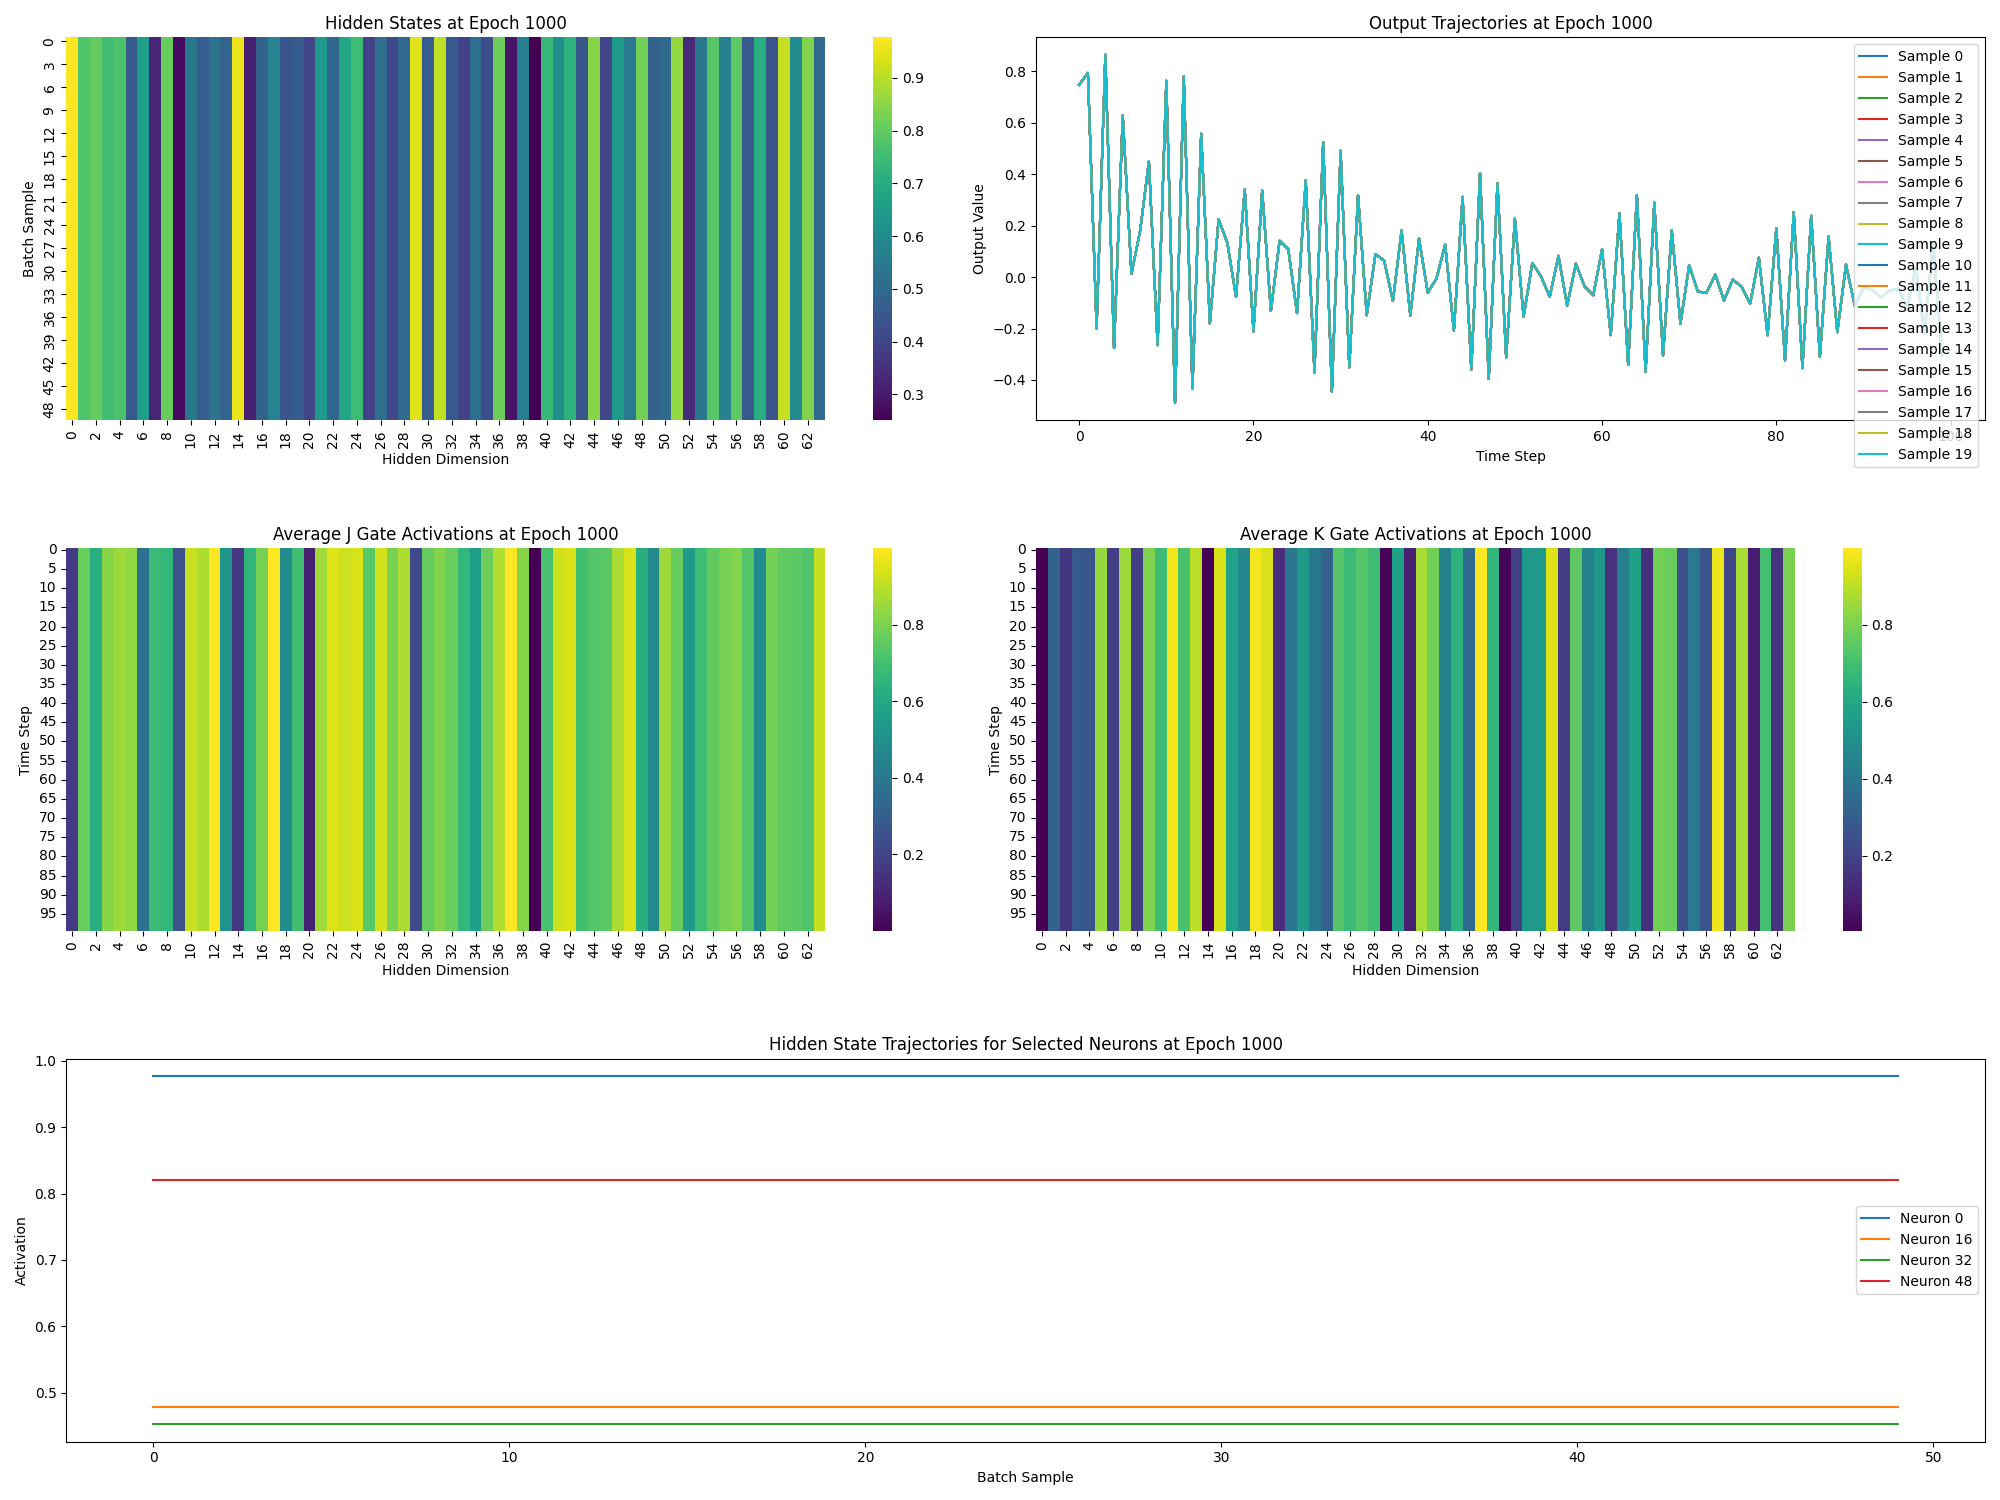 Hidden States at Epoch 1000
Batch Sample
0
3
6
9
12
15
18
21
24
27
30
33
36
39
42
45
48
0 2 4 6 8 10 12 14 16 18 20 22 24 26 28 30 32 34 36 38 40 42 44 46 48 50 52 54 56 58 60 62
Hidden Dimension
0.9
0.8
0.7
0.6
0.5
0.4
0.3
Output Trajectories at Epoch 1000
Output Value
0.8
0.6
0.4
0.2
0.0
−0.2
−0.4
0 20 40 60 80 100
Time Step
Sample 0
Sample 1
Sample 2
Sample 3
Sample 4
Sample 5
Sample 6
Sample 7
Sample 8
Sample 9
Sample 10
Sample 11
Sample 12
Sample 13
Sample 14
Sample 15
Sample 16
Sample 17
Sample 18
Sample 19
Average J Gate Activations at Epoch 1000
Time Step
0
5
10
15
20
25
30
35
40
45
50
55
60
65
70
75
80
85
90
95
0 2 4 6 8 10 12 14 16 18 20 22 24 26 28 30 32 34 36 38 40 42 44 46 48 50 52 54 56 58 60 62
Hidden Dimension
0.8
0.6
0.4
0.2
Average K Gate Activations at Epoch 1000
Time Step
0
5
10
15
20
25
30
35
40
45
50
55
60
65
70
75
80
85
90
95
0 2 4 6 8 10 12 14 16 18 20 22 24 26 28 30 32 34 36 38 40 42 44 46 48 50 52 54 56 58 60 62
Hidden Dimension
0.8
0.6
0.4
0.2
Hidden State Trajectories for Selected Neurons at Epoch 1000
Activation
1.0
0.9
0.8
0.7
0.6
0.5
0 10 20 30 40 50
Batch Sample
Neuron 0
Neuron 16
Neuron 32
Neuron 48